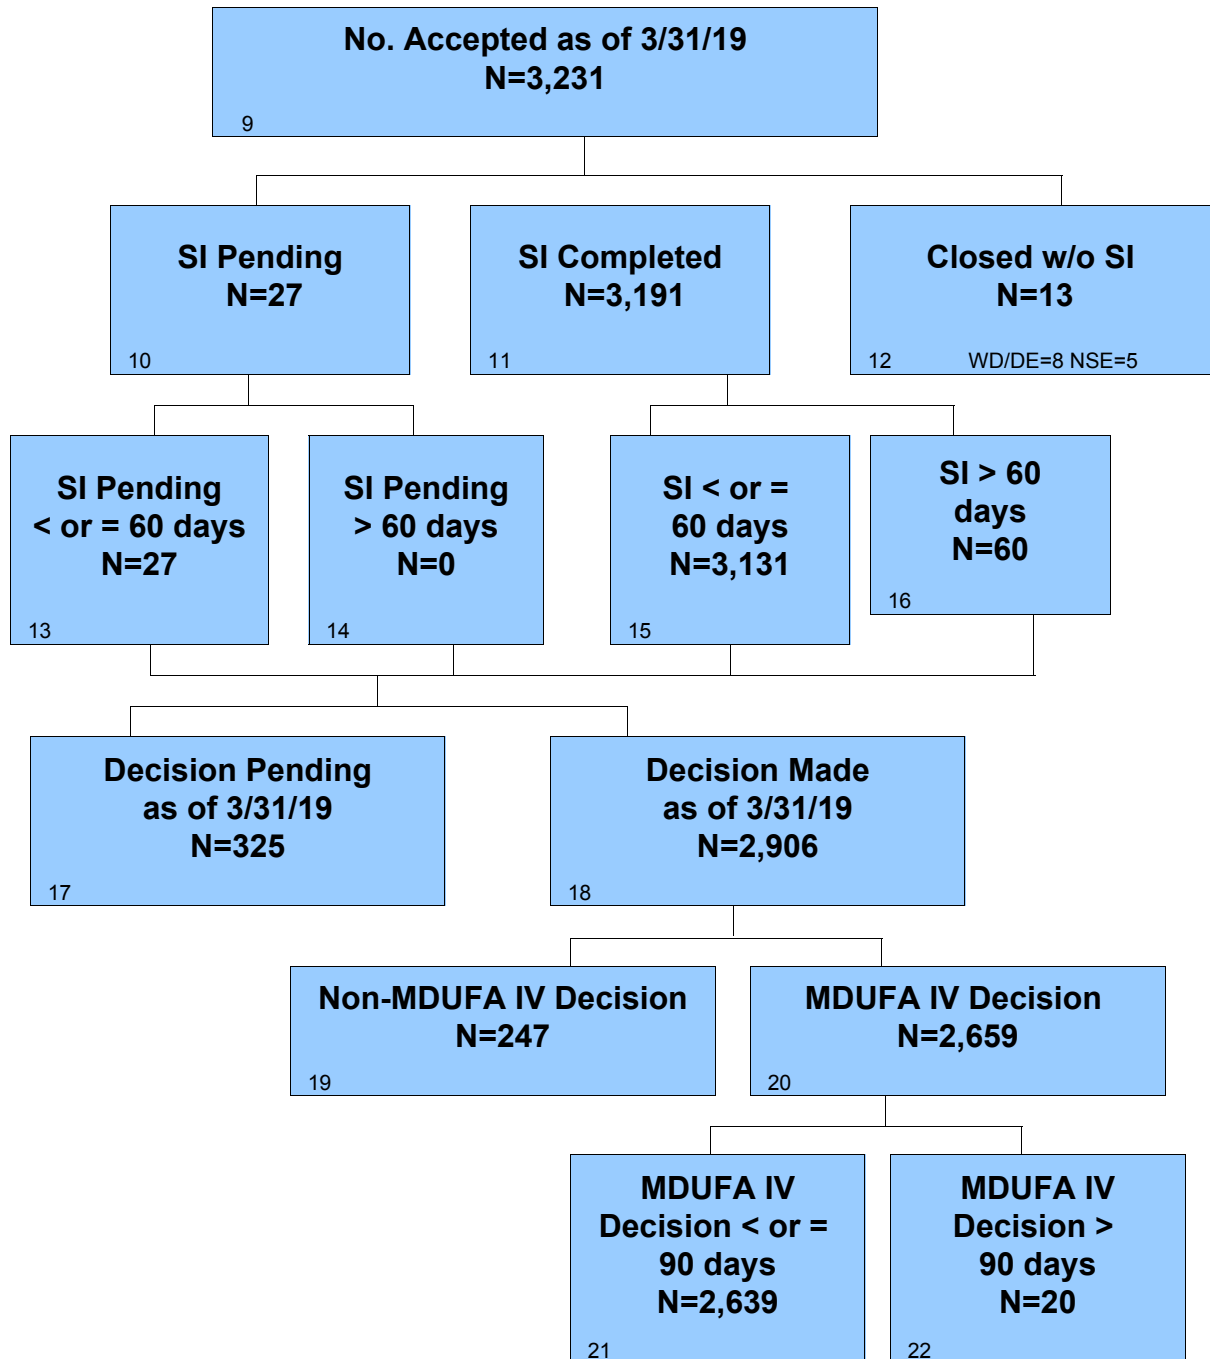 No. Accepted as of 3/31/19
N=3,231
9
SI Pending
N=27
10
SI Completed
N=3,191
11
Closed w/o SI
N=13
12 WD/DE=8 NSE=5
SI Pending
< or = 60 days
N=27
13
SI Pending
> 60 days
N=0
14
SI < or =
60 days
N=3,131
15
SI > 60
days
N=60
16
Decision Pending
as of 3/31/19
N=325
17
Decision Made
as of 3/31/19
N=2,906
18
Non-MDUFA IV Decision
N=247
19
MDUFA IV Decision
N=2,659
20
MDUFA IV
Decision < or =
90 days
N=2,639
21
MDUFA IV
Decision >
90 days
N=20
22